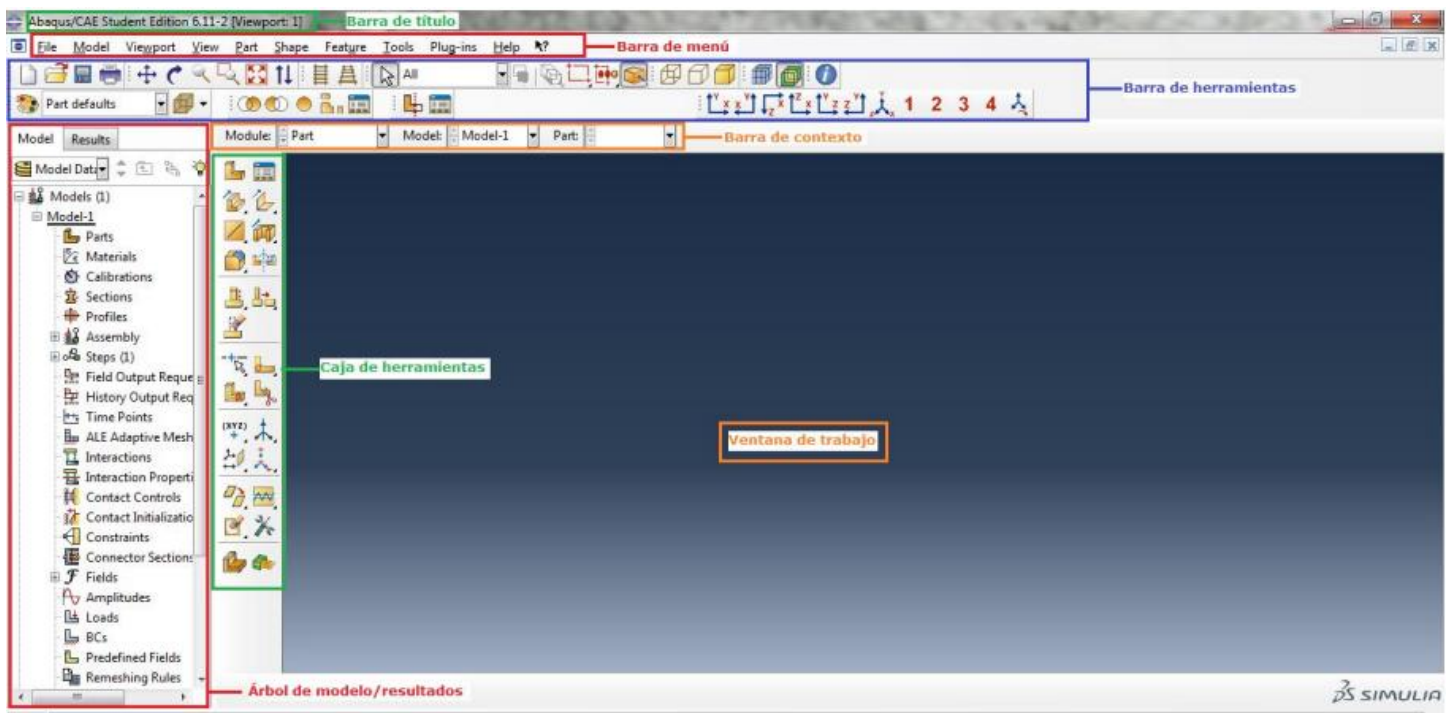 Abaqus/CAE Student Edition 6.11-2 [Viewport: 1] Barra de título
File Model Viewport View Part Shape Feature Tools Plug-ins Help Barra de menú
All
Barra de herramientas
Part defaults 1 2 3 4
Model Results Module: Part Model: Model-1 Part: Barra de contexto
Model Data
Models (1)
Model-1
Parts
Materials
Calibrations
Sections
Profiles
Assembly
Steps (1)
Field Output Reque
History Output Req
Time Points
ALE Adaptive Mesh
Interactions
Interaction Properti
Contact Controls
Contact Initializatio
Constraints
Connector Sections
Fields
Amplitudes
Loads
BCs
Predefined Fields
Remeshing Rules
(XYZ)
Caja de herramientas
Ventana de trabajo
Árbol de modelo/resultados
SIMULIA